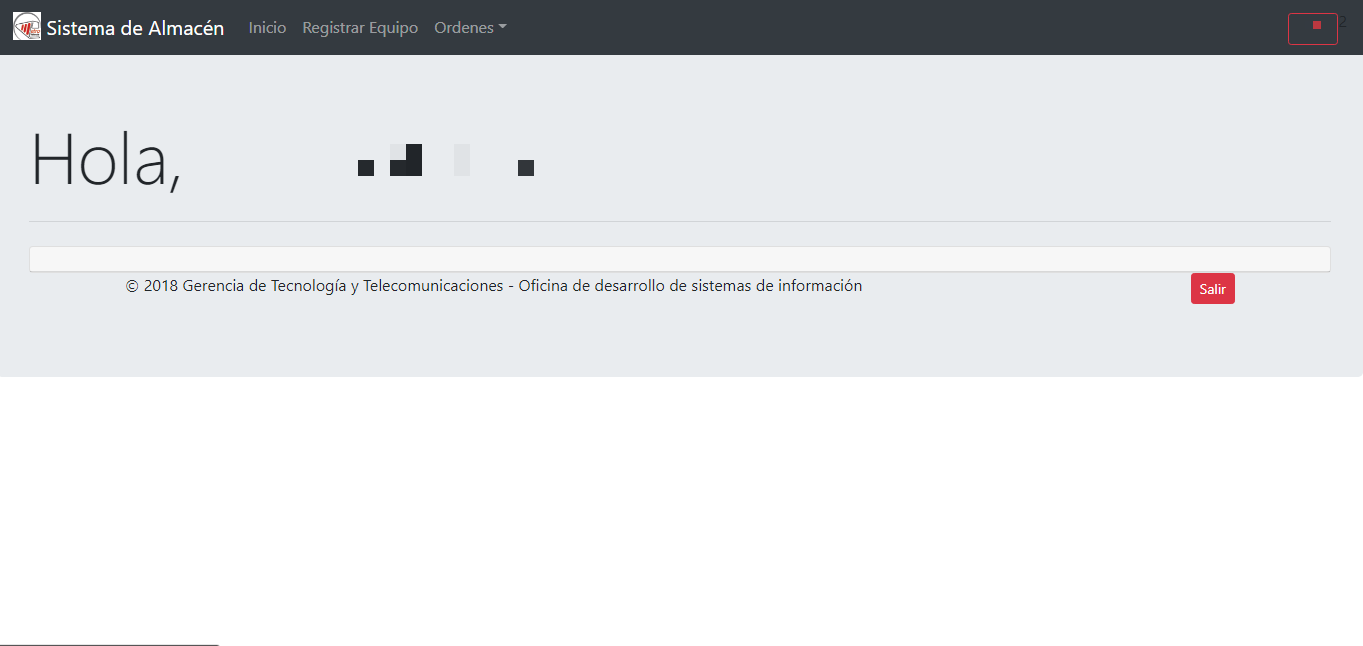 Sistema de Almacén Inicio Registrar Equipo Ordenes 2
Hola,
© 2018 Gerencia de Tecnología y Telecomunicaciones - Oficina de desarrollo de sistemas de información Salir